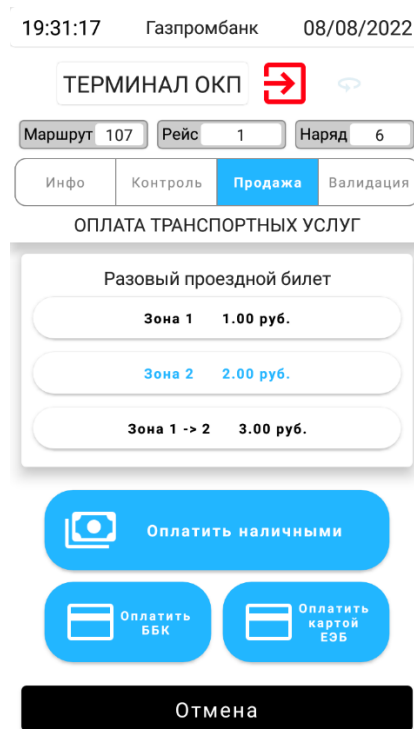 19:31:17 Газпромбанк 08/08/2022
ТЕРМИНАЛ ОКП
Маршрут 107 Рейс 1 Наряд 6
Инфо Контроль Продажа Валидация
ОПЛАТА ТРАНСПОРТНЫХ УСЛУГ
Разовый проездной билет
Зона 1 1.00 руб.
Зона 2 2.00 руб.
Зона 1 -> 2 3.00 руб.
Оплатить наличными
Оплатить
ББК
Оплатить
картой
ЕЭБ
Отмена